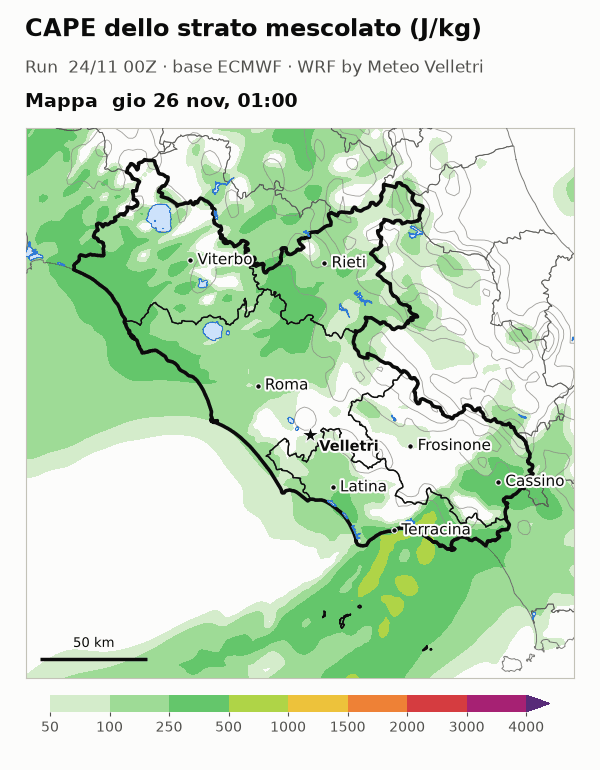 CAPE dello strato mescolato (J/kg)
Run  24/11 00Z · base ECMWF · WRF by Meteo Velletri
Mappa  gio 26 nov, 01:00
Viterbo
Rieti
Roma
Velletri
Frosinone
Latina
Cassino
Terracina
50 km
50 100 250 500 1000 1500 2000 3000 4000